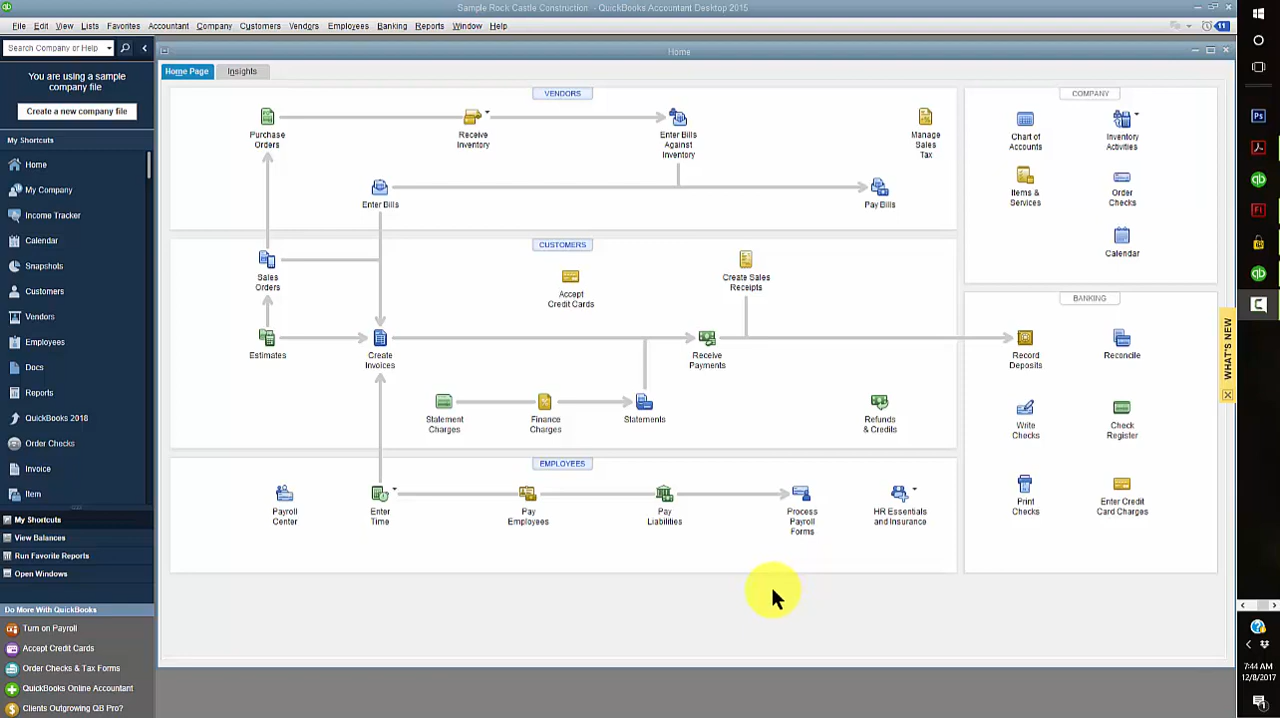 Sample Rock Castle Construction. - QuickBooks Accountant Desktop 2015
File Edit View Lists Favorites Accountant Company Customers Vendors Employees Banking Reports Window Help
11
Search Company or Help
Home
You are using a sample
company file
Create a new company file
My Shortcuts
Home
My Company
Income Tracker
Calendar
Snapshots
Customers
Vendors
Employees
Docs
Reports
QuickBooks 2018
Order Checks
Invoice
Item
My Shortcuts
View Balances
Run Favorite Reports
Open Windows
Do More With QuickBooks
Turn on Payroll
Accept Credit Cards
Order Checks & Tax Forms
QuickBooks Online Accountant
Clients Outgrowing QB Pro?
Home Page
Insights
VENDORS
Purchase
Orders
Receive
Inventory
Enter Bills
Against
Inventory
Manage
Sales
Tax
Enter Bills
Pay Bills
CUSTOMERS
Sales
Orders
Accept
Credit Cards
Create Sales
Receipts
Estimates
Create
Invoices
Receive
Payments
Statement
Charges
Finance
Charges
Statements
Refunds
& Credits
EMPLOYEES
Payroll
Center
Enter
Time
Pay
Employees
Pay
Liabilities
Process
Payroll
Forms
HR Essentials
and Insurance
COMPANY
Chart of
Accounts
Inventory
Activities
Items &
Services
Order
Checks
Calendar
BANKING
Record
Deposits
Reconcile
Write
Checks
Check
Register
Print
Checks
Enter Credit
Card Charges
WHAT'S NEW
Ps
qb
qb
7:44 AM
12/8/2017